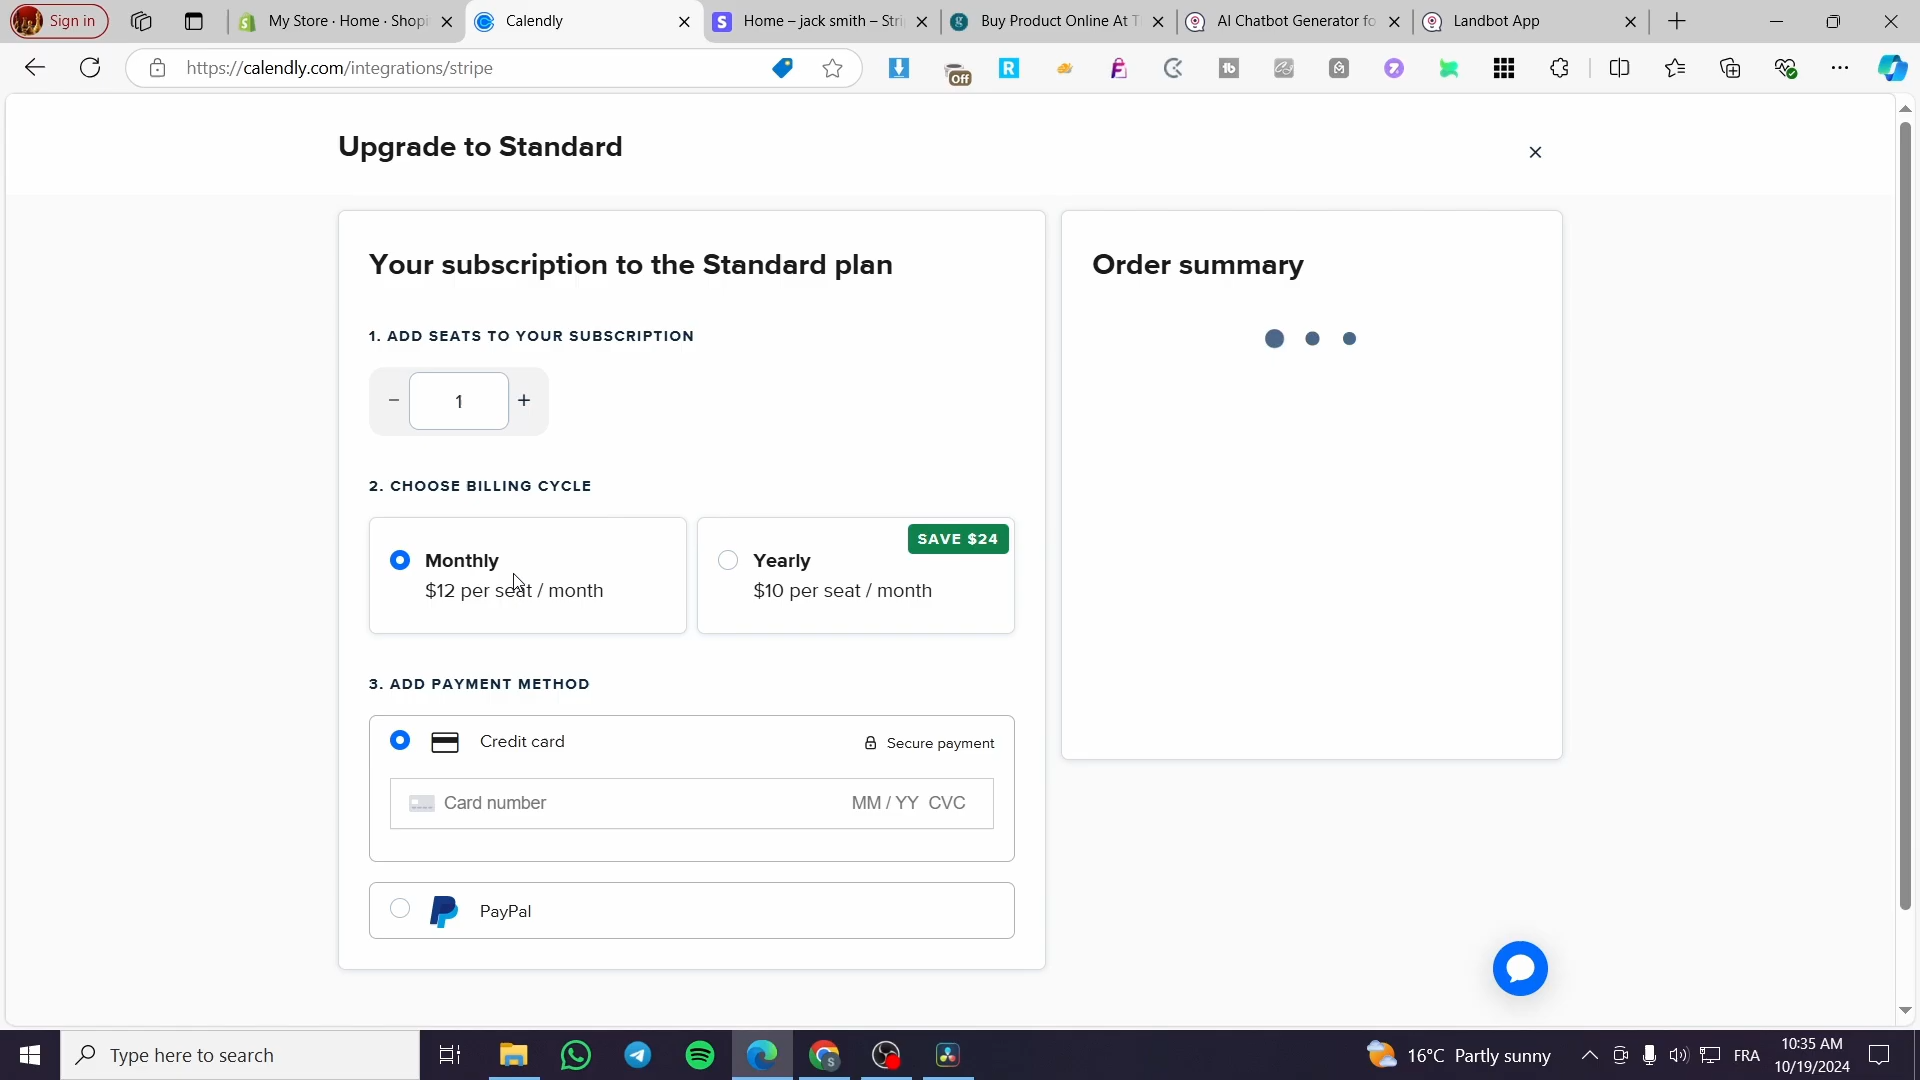 Sign in
My Store · Home · Shopi
Calendly
Home – jack smith – Stri
Buy Product Online At T
AI Chatbot Generator fo
Landbot App
https://calendly.com/integrations/stripe
Off
Upgrade to Standard
Your subscription to the Standard plan
1. ADD SEATS TO YOUR SUBSCRIPTION
− 1 +
2. CHOOSE BILLING CYCLE
SAVE $24
Monthly
$12 per seat / month
Yearly
$10 per seat / month
3. ADD PAYMENT METHOD
Credit card
Secure payment
Card number
MM / YY CVC
PayPal
Order summary
Type here to search
16°C Partly sunny
FRA
10:35 AM
10/19/2024